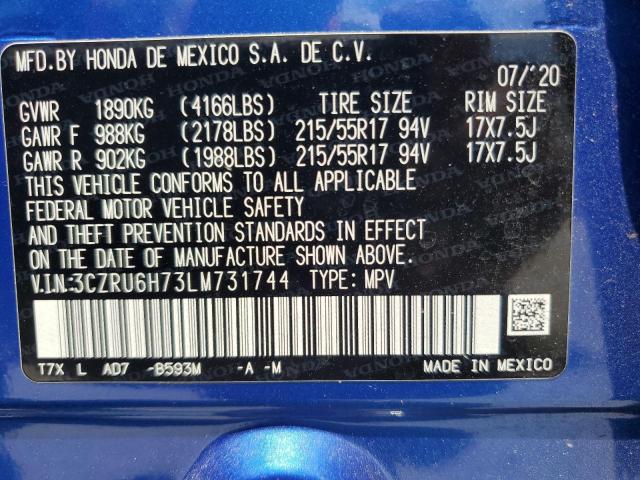 MFD.BY HONDA DE MEXICO S.A. DE C.V.
07/'20
GVWR 1890KG (4166LBS) TIRE SIZE RIM SIZE
GAWR F 988KG (2178LBS) 215/55R17 94V 17X7.5J
GAWR R 902KG (1988LBS) 215/55R17 94V 17X7.5J
THIS VEHICLE CONFORMS TO ALL APPLICABLE
FEDERAL MOTOR VEHICLE SAFETY
AND THEFT PREVENTION STANDARDS IN EFFECT
ON THE DATE OF MANUFACTURE SHOWN ABOVE.
V.I.N.:3CZRU6H73LM731744 TYPE: MPV
T7X L AD7 -B593M -A -M MADE IN MEXICO